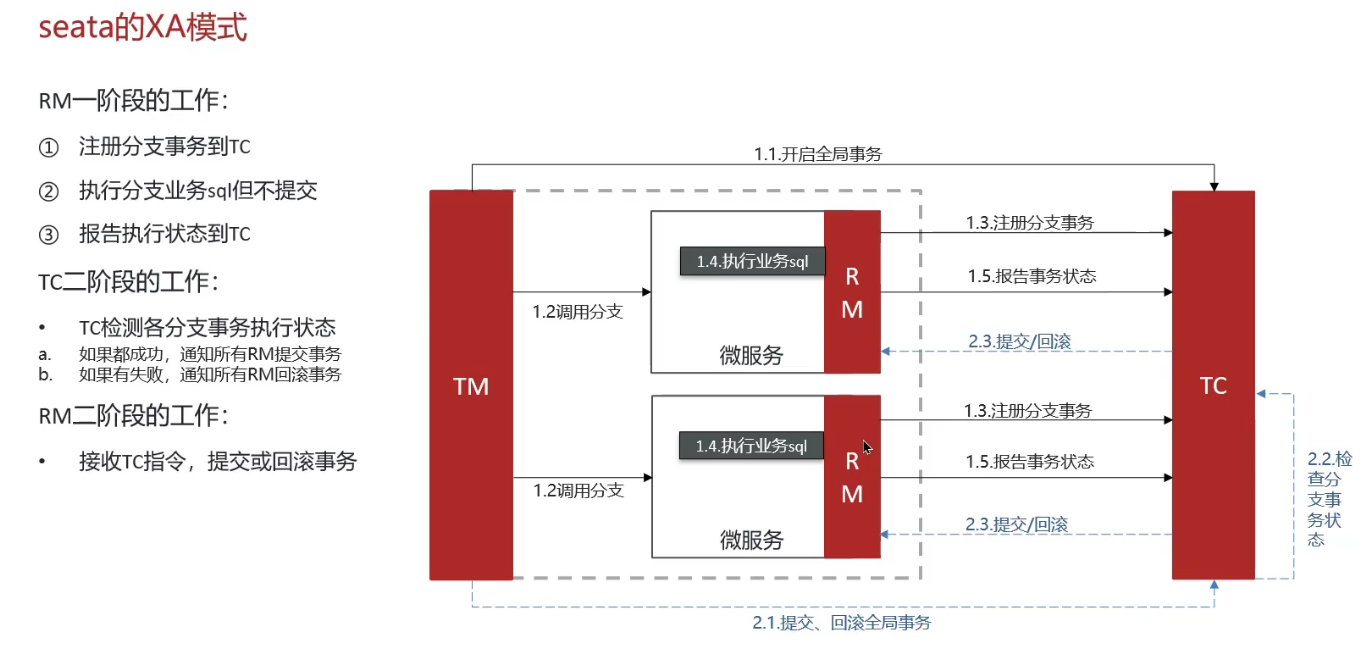 seata的XA模式
RM一阶段的工作：
① 注册分支事务到TC
② 执行分支业务sql但不提交
③ 报告执行状态到TC
TC二阶段的工作：
• TC检测各分支事务执行状态
a. 如果都成功，通知所有RM提交事务
b. 如果有失败，通知所有RM回滚事务
RM二阶段的工作：
• 接收TC指令，提交或回滚事务
1.1.开启全局事务
TM
1.2调用分支
1.4.执行业务sql
RM
微服务
1.3.注册分支事务
1.5.报告事务状态
2.3.提交/回滚
1.2调用分支
1.4.执行业务sql
RM
微服务
1.3.注册分支事务
1.5.报告事务状态
2.3.提交/回滚
TC
2.2.检
查分
支事
务状
态
2.1.提交、回滚全局事务